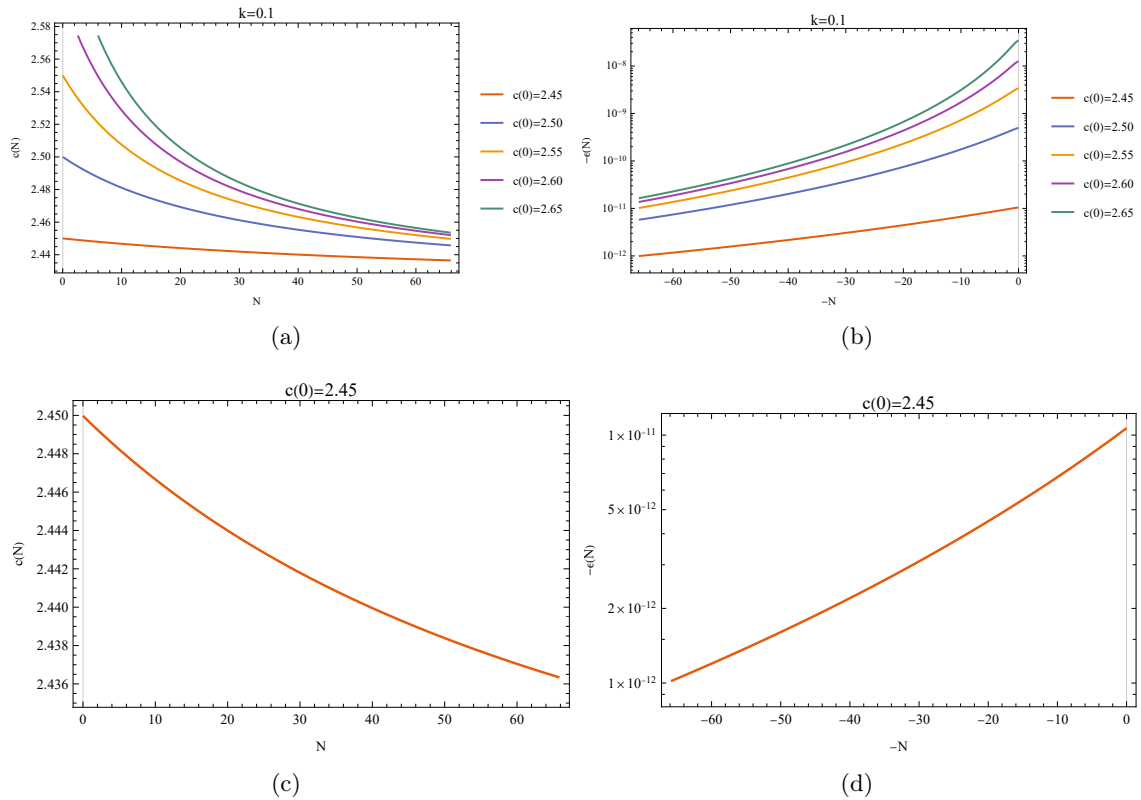 k=0.1
2.58
2.56
2.54
2.52
2.50
2.48
2.46
2.44
c(N)
0 10 20 30 40 50 60
N
c(0)=2.45
c(0)=2.50
c(0)=2.55
c(0)=2.60
c(0)=2.65
(a)
k=0.1
10⁻⁸
10⁻⁹
10⁻¹⁰
10⁻¹¹
10⁻¹²
−ϵ(N)
−60 −50 −40 −30 −20 −10 0
−N
c(0)=2.45
c(0)=2.50
c(0)=2.55
c(0)=2.60
c(0)=2.65
(b)
c(0)=2.45
2.450
2.448
2.446
2.444
2.442
2.440
2.438
2.436
c(N)
0 10 20 30 40 50 60
N
(c)
c(0)=2.45
1×10⁻¹¹
5×10⁻¹²
2×10⁻¹²
1×10⁻¹²
−ϵ(N)
−60 −50 −40 −30 −20 −10 0
−N
(d)